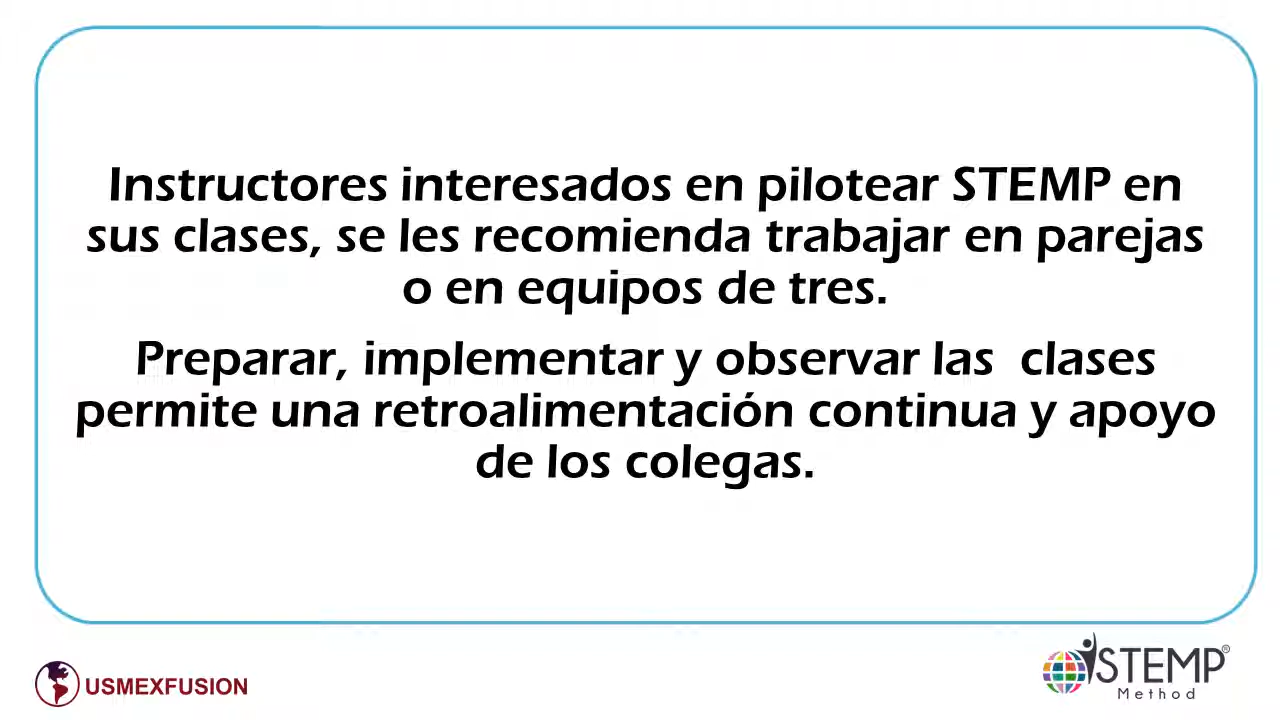 Instructores interesados en pilotear STEMP en
sus clases, se les recomienda trabajar en parejas
o en equipos de tres.
Preparar, implementar y observar las  clases
permite una retroalimentación continua y apoyo
de los colegas.
USMEXFUSION
STEMP®
Method